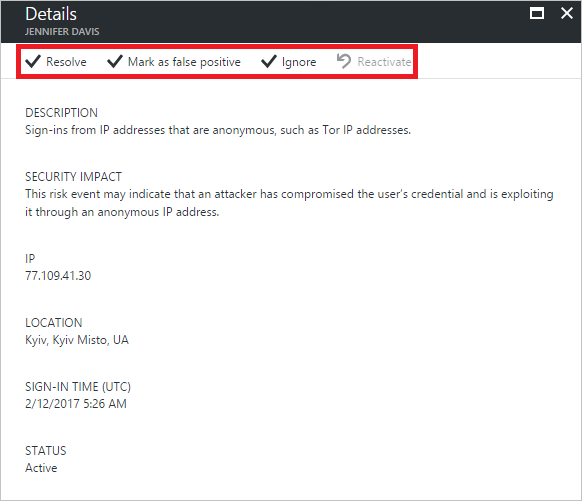 Details
JENNIFER DAVIS
Resolve Mark as false positive Ignore Reactivate
DESCRIPTION
Sign-ins from IP addresses that are anonymous, such as Tor IP addresses.
SECURITY IMPACT
This risk event may indicate that an attacker has compromised the user's credential and is exploiting
it through an anonymous IP address.
IP
77.109.41.30
LOCATION
Kyiv, Kyiv Misto, UA
SIGN-IN TIME (UTC)
2/12/2017 5:26 AM
STATUS
Active